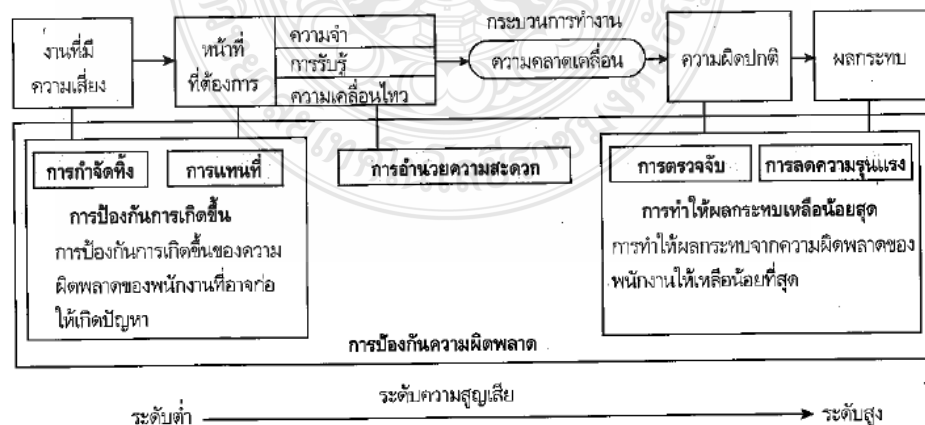 กระบวนการทำงาน
งานที่มี
ความเสี่ยง
หน้าที่
ที่ต้องการ
ความจำ
การรับรู้
ความเคลื่อนไหว
ความคลาดเคลื่อน
ความผิดปกติ
ผลกระทบ
การกำจัดทิ้ง
การแทนที่
การป้องกันการเกิดขึ้น
การป้องกันการเกิดขึ้นของความ
ผิดพลาดของพนักงานที่อาจก่อ
ให้เกิดปัญหา
การอำนวยความสะดวก
การตรวจจับ
การลดความรุนแรง
การทำให้ผลกระทบเหลือน้อยสุด
การทำให้ผลกระทบจากความผิดพลาดของ
พนักงานให้เหลือน้อยที่สุด
การป้องกันความผิดพลาด
ระดับความสูญเสีย
ระดับต่ำ
ระดับสูง